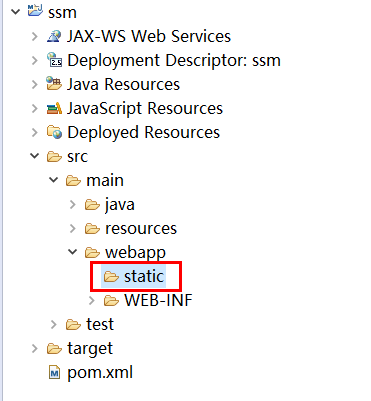 ssm
JAX-WS Web Services
Deployment Descriptor: ssm
Java Resources
JavaScript Resources
Deployed Resources
src
main
java
resources
webapp
static
WEB-INF
test
target
pom.xml